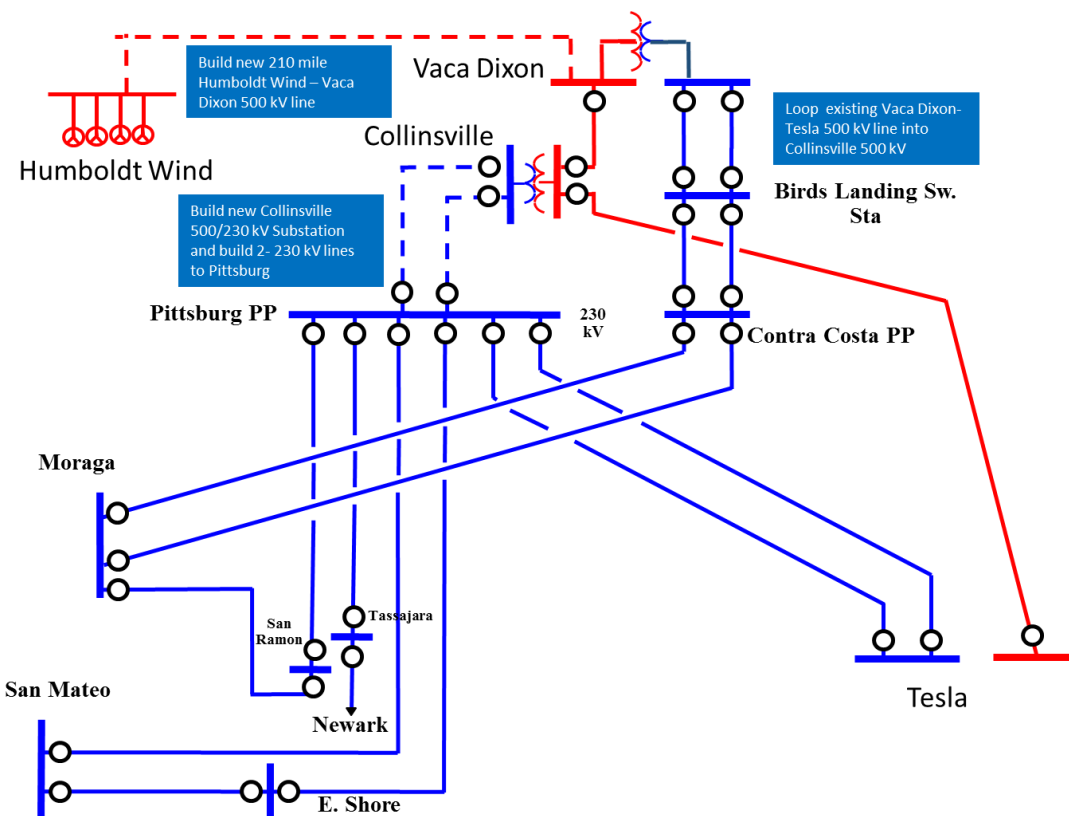 Build new 210 mile
Humboldt Wind – Vaca
Dixon 500 kV line
Vaca Dixon
Loop existing Vaca Dixon-
Tesla 500 kV line into
Collinsville 500 kV
Collinsville
Humboldt Wind
Birds Landing Sw.
Sta
Build new Collinsville
500/230 kV Substation
and build 2- 230 kV lines
to Pittsburg
Pittsburg PP
230
kV
Contra Costa PP
Moraga
San
Ramon
Tassajara
San Mateo
Newark
Tesla
E. Shore